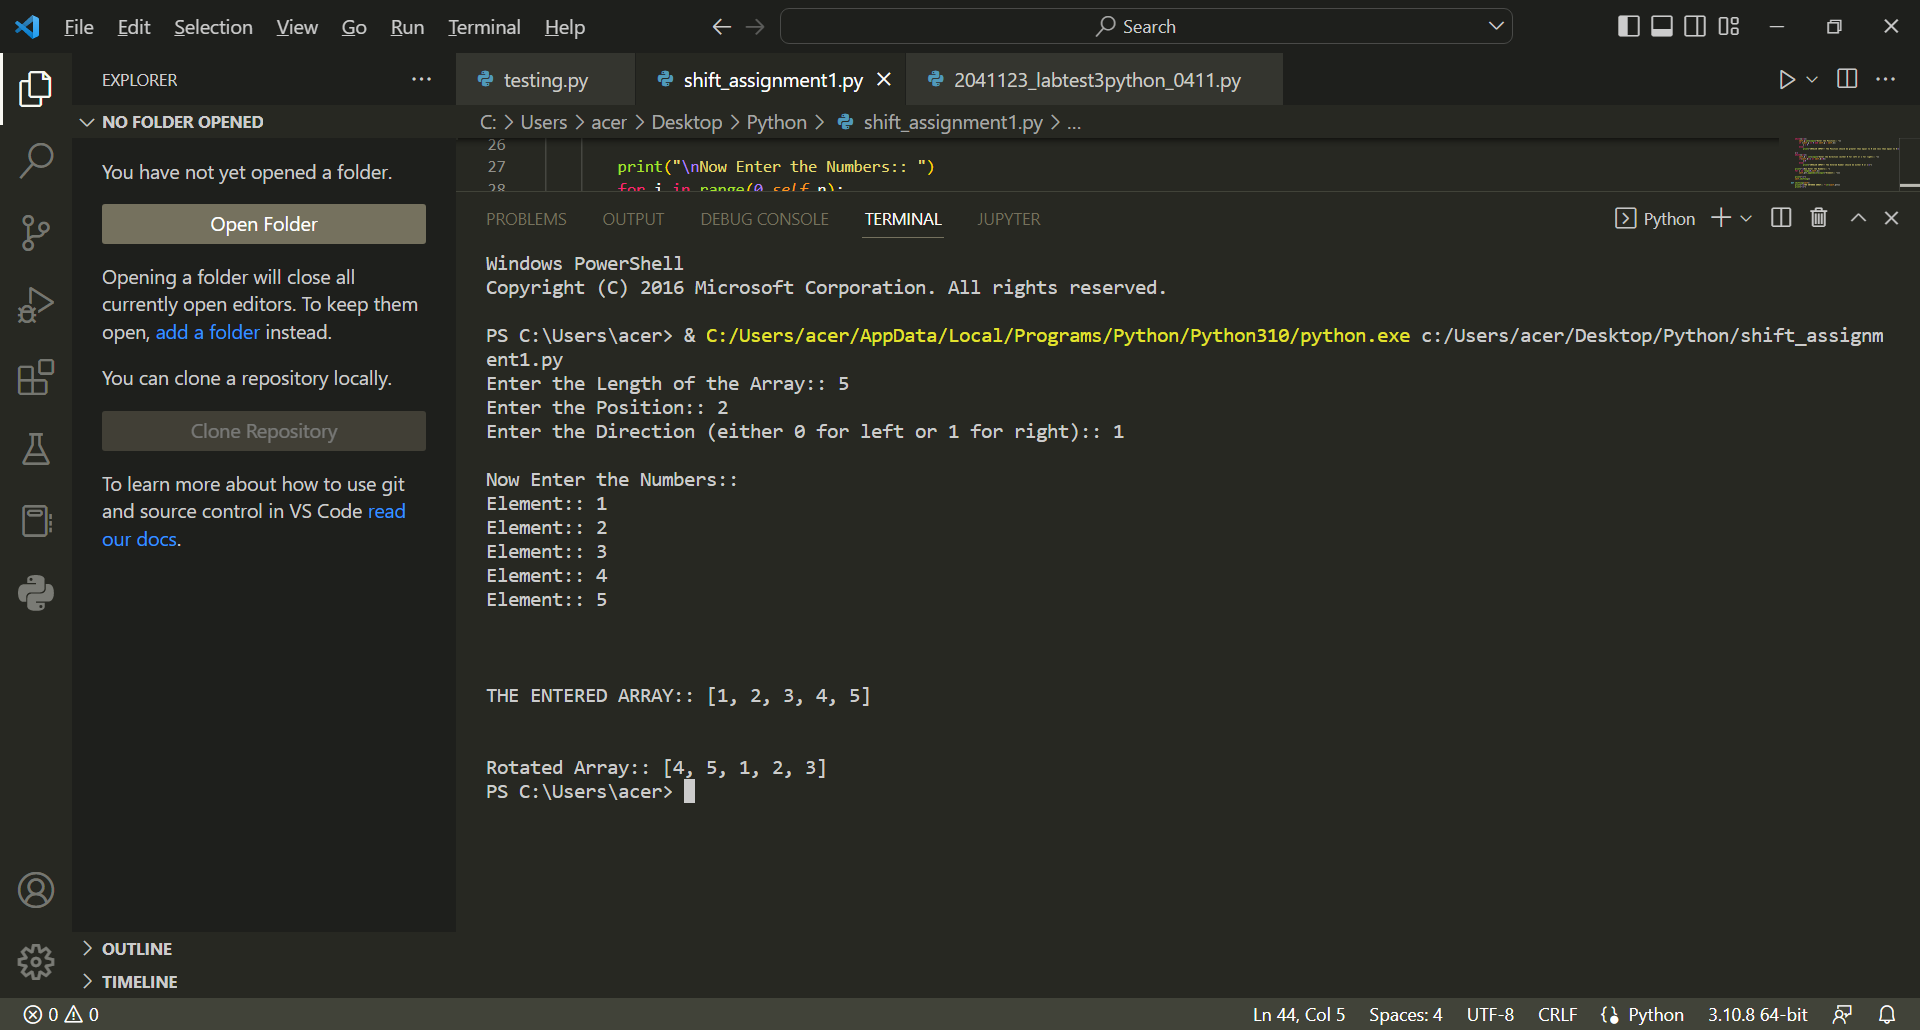 File Edit Selection View Go Run Terminal Help
Search
EXPLORER
testing.py
shift_assignment1.py
2041123_labtest3python_0411.py
NO FOLDER OPENED
C: > Users > acer > Desktop > Python > shift_assignment1.py > ...
You have not yet opened a folder.
Open Folder
Opening a folder will close all
currently open editors. To keep them
open, add a folder instead.
You can clone a repository locally.
Clone Repository
To learn more about how to use git
and source control in VS Code read
our docs.
OUTLINE
TIMELINE
26
27 print("\nNow Enter the Numbers:: ")
28 for i in range(0,self.n):
PROBLEMS OUTPUT DEBUG CONSOLE TERMINAL JUPYTER
Python
Windows PowerShell
Copyright (C) 2016 Microsoft Corporation. All rights reserved.
PS C:\Users\acer> & C:/Users/acer/AppData/Local/Programs/Python/Python310/python.exe c:/Users/acer/Desktop/Python/shift_assignm
ent1.py
Enter the Length of the Array:: 5
Enter the Position:: 2
Enter the Direction (either 0 for left or 1 for right):: 1
Now Enter the Numbers::
Element:: 1
Element:: 2
Element:: 3
Element:: 4
Element:: 5
THE ENTERED ARRAY:: [1, 2, 3, 4, 5]
Rotated Array:: [4, 5, 1, 2, 3]
PS C:\Users\acer>
0 0
Ln 44, Col 5 Spaces: 4 UTF-8 CRLF Python 3.10.8 64-bit